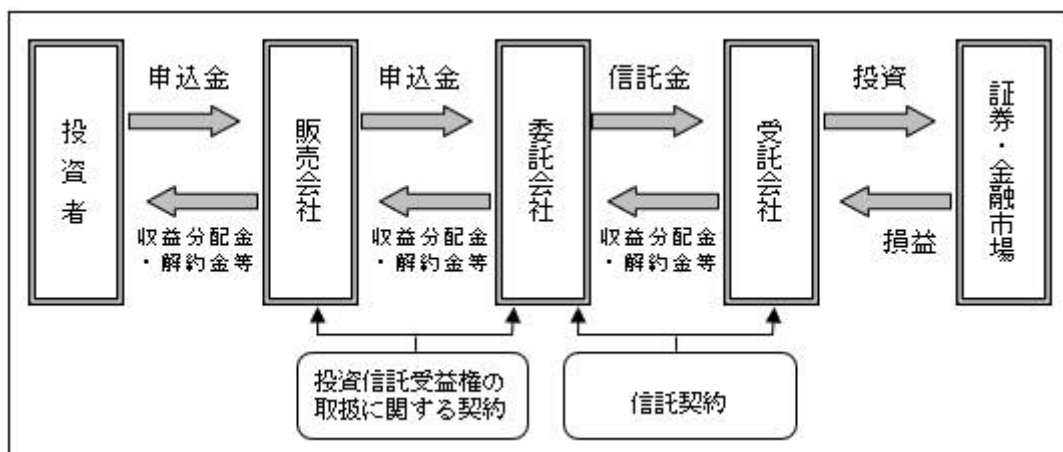 投資者
申込金
収益分配金
・解約金等
販売会社
申込金
収益分配金
・解約金等
委託会社
信託金
収益分配金
・解約金等
受託会社
投資
損益
証券・金融市場
投資信託受益権の
取扱に関する契約
信託契約